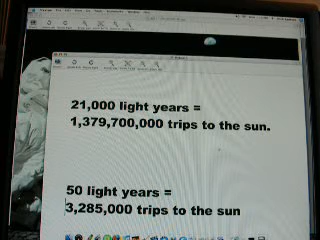 21,000 light years =
1,379,700,000 trips to the sun.
50 light years =
3,285,000 trips to the sun